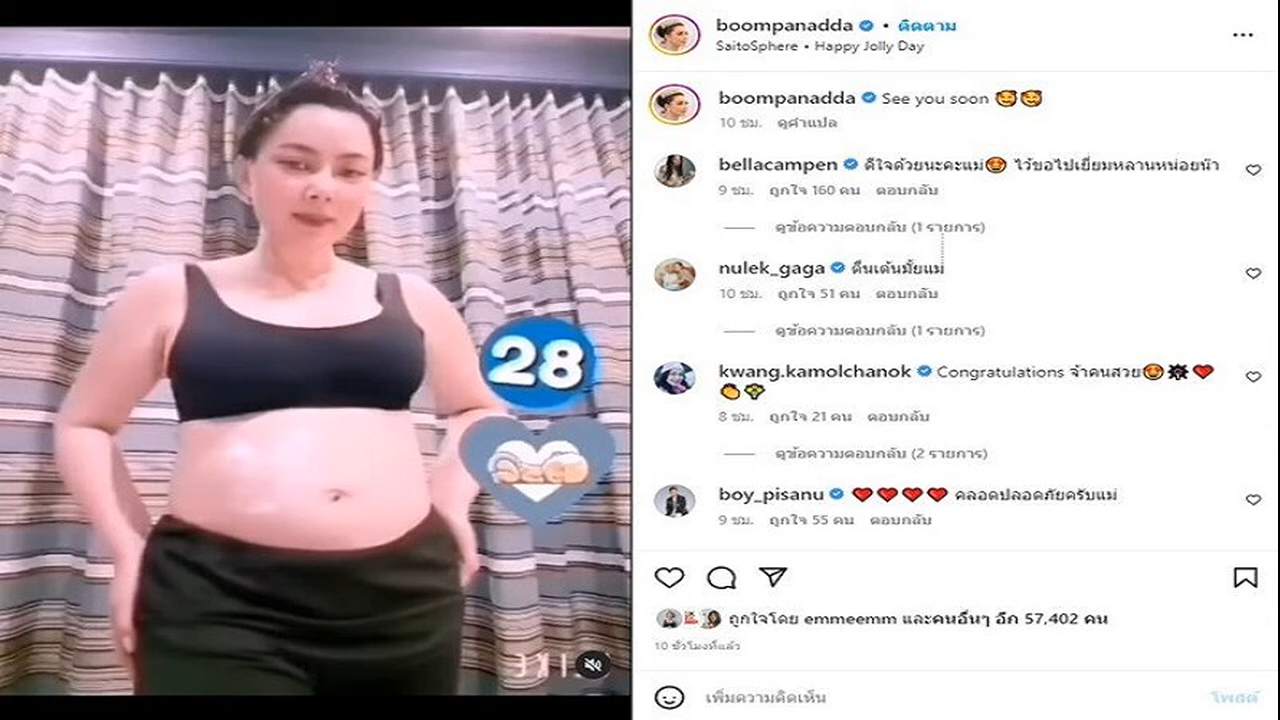 boompanadda • ติดตาม
SaitoSphere • Happy Jolly Day
boompanadda See you soon 🥰🥰
10 ชม. ดูคำแปล
bellacampen ดีใจด้วยนะคะแม่🤩 ไว้ขอไปเยี่ยมหลานหน่อยน้า
9 ชม. ถูกใจ 160 คน ตอบกลับ
ดูข้อความตอบกลับ (1 รายการ)
nulek_gaga ตื่นเต้นมั้ยแม่
10 ชม. ถูกใจ 51 คน ตอบกลับ
ดูข้อความตอบกลับ (1 รายการ)
kwang.kamolchanok Congratulations จ้าคนสวย🤩💥❤️
👏💐
8 ชม. ถูกใจ 21 คน ตอบกลับ
ดูข้อความตอบกลับ (2 รายการ)
boy_pisanu ❤️❤️❤️❤️ คลอดปลอดภัยครับแม่
9 ชม. ถูกใจ 55 คน ตอบกลับ
ถูกใจโดย emmeemm และคนอื่นๆ อีก 57,402 คน
10 ชั่วโมงที่แล้ว
เพิ่มความคิดเห็น
โพสต์
28